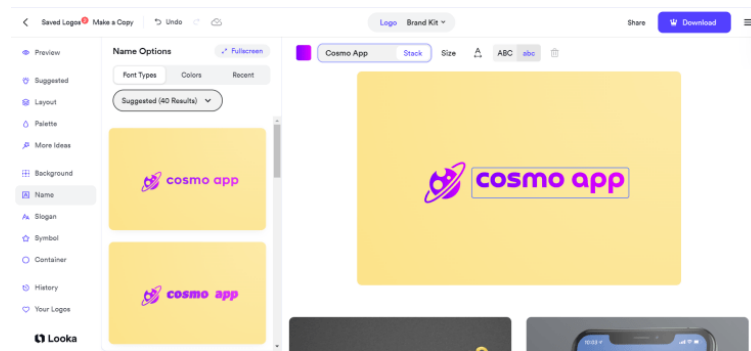 Saved Logos
Make a Copy
Undo
Logo
Brand Kit
Share
Download
Preview
Suggested
Layout
Palette
More Ideas
Background
Name
Slogan
Symbol
Container
History
Your Logos
Looka
Name Options
Fullscreen
Font Types
Colors
Recent
Suggested (40 Results)
cosmo app
cosmo app
Cosmo App
Stack
Size
A
ABC
abc
cosmo app
10:03